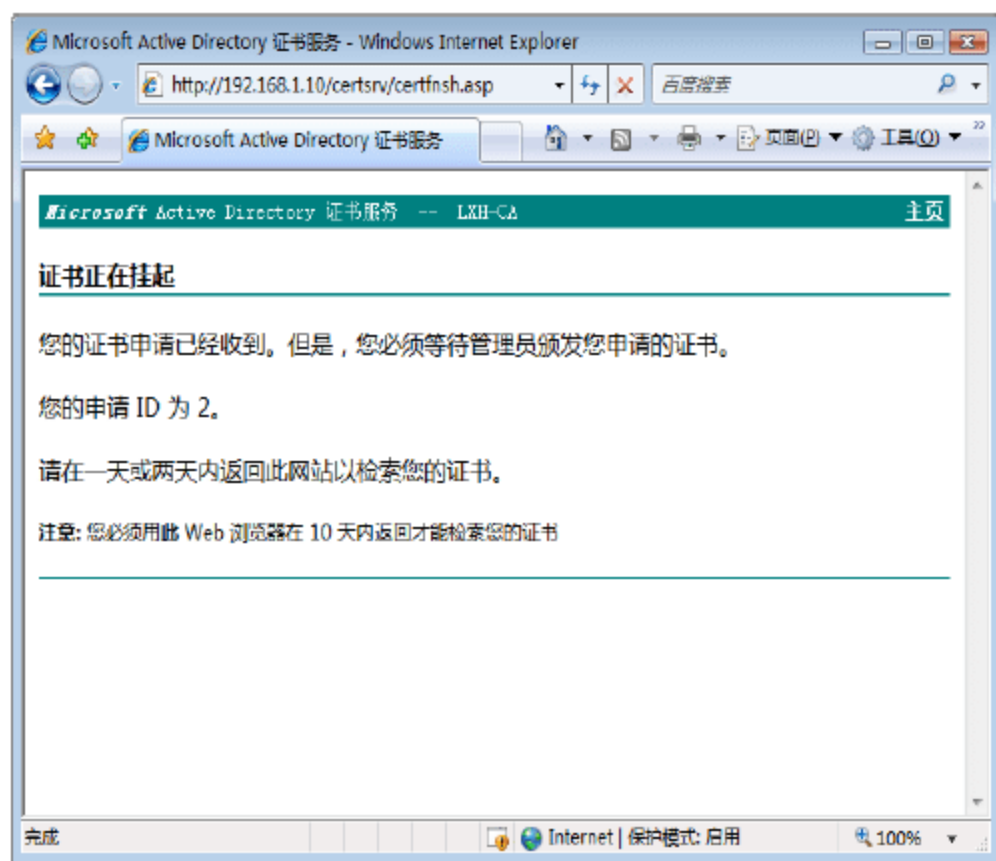 Microsoft Active Directory 证书服务 - Windows Internet Explorer
http://192.168.1.10/certsrv/certfnsh.asp
百度搜索
Microsoft Active Directory 证书服务
页面(P)
工具(O)
Microsoft Active Directory 证书服务 -- LXH-CA 主页
证书正在挂起
您的证书申请已经收到。但是，您必须等待管理员颁发您申请的证书。
您的申请 ID 为 2。
请在一天或两天内返回此网站以检索您的证书。
注意: 您必须用此 Web 浏览器在 10 天内返回才能检索您的证书
完成
Internet | 保护模式: 启用
100%